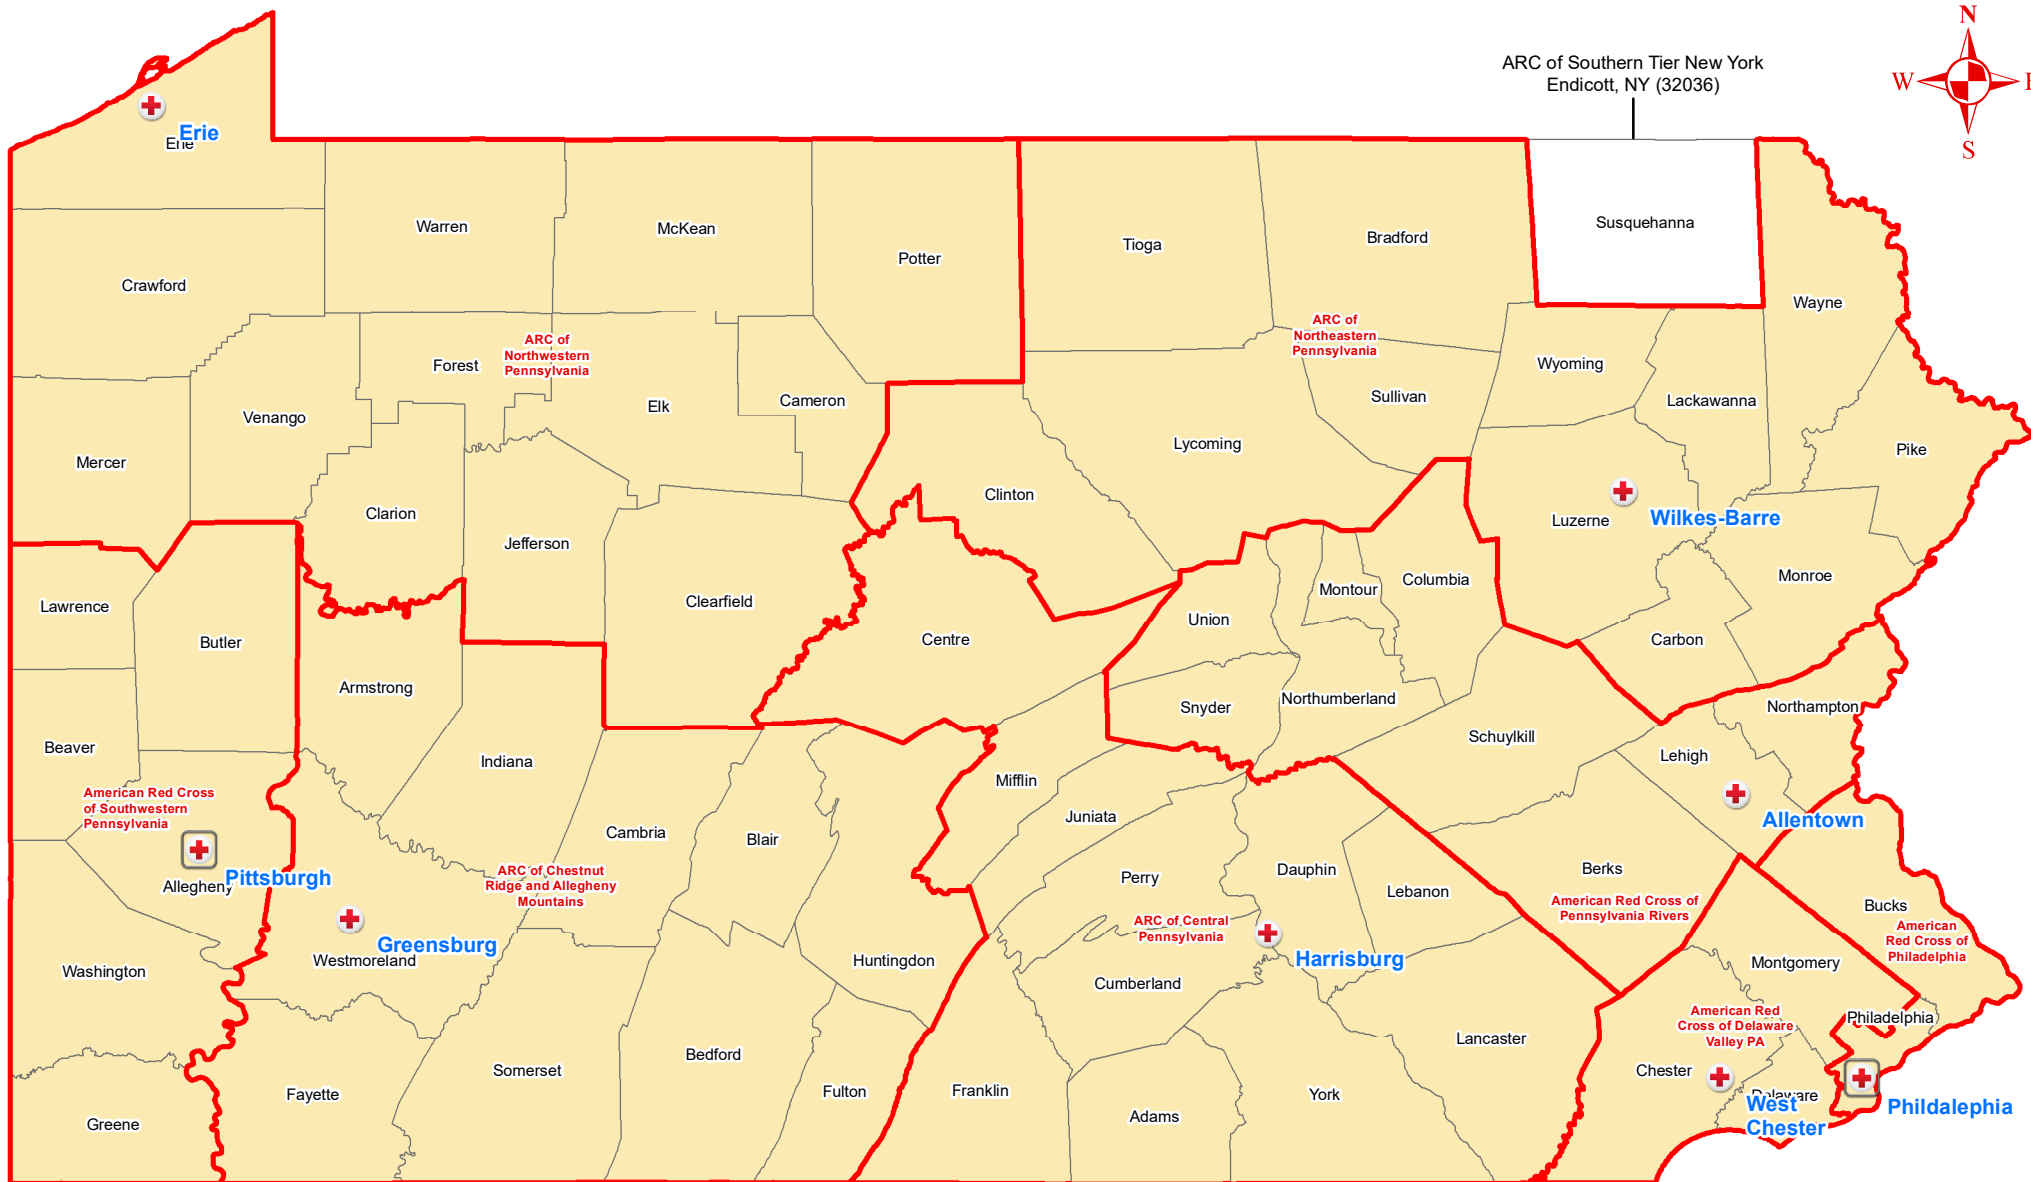 N
ARC of Southern Tier New York
Endicott, NY (32036)
W
E
S
Erie
Erie
Warren
McKean
Potter
Tioga
Bradford
Susquehanna
Crawford
Wayne
ARC of
Northwestern
Pennsylvania
ARC of
Northeastern
Pennsylvania
Forest
Venango
Elk
Cameron
Sullivan
Wyoming
Lackawanna
Mercer
Lycoming
Pike
Clarion
Clinton
Luzerne
Wilkes-Barre
Jefferson
Lawrence
Butler
Clearfield
Centre
Union
Montour
Columbia
Monroe
Carbon
Armstrong
Snyder
Northumberland
Northampton
Beaver
Indiana
Mifflin
Schuylkill
Lehigh
American Red Cross
of Southwestern
Pennsylvania
Cambria
Blair
Juniata
Allentown
Allegheny
Pittsburgh
ARC of Chestnut
Ridge and Allegheny
Mountains
Perry
Dauphin
Lebanon
Berks
American Red Cross of
Pennsylvania Rivers
Bucks
American
Red Cross of
Philadelphia
Greensburg
Westmoreland
ARC of Central
Pennsylvania
Harrisburg
Washington
Huntingdon
Cumberland
Montgomery
American Red
Cross of Delaware
Valley PA
Philadelphia
Lancaster
Bedford
Somerset
Fayette
Fulton
Franklin
Adams
York
Chester
Delaware
West
Chester
Phildalephia
Greene